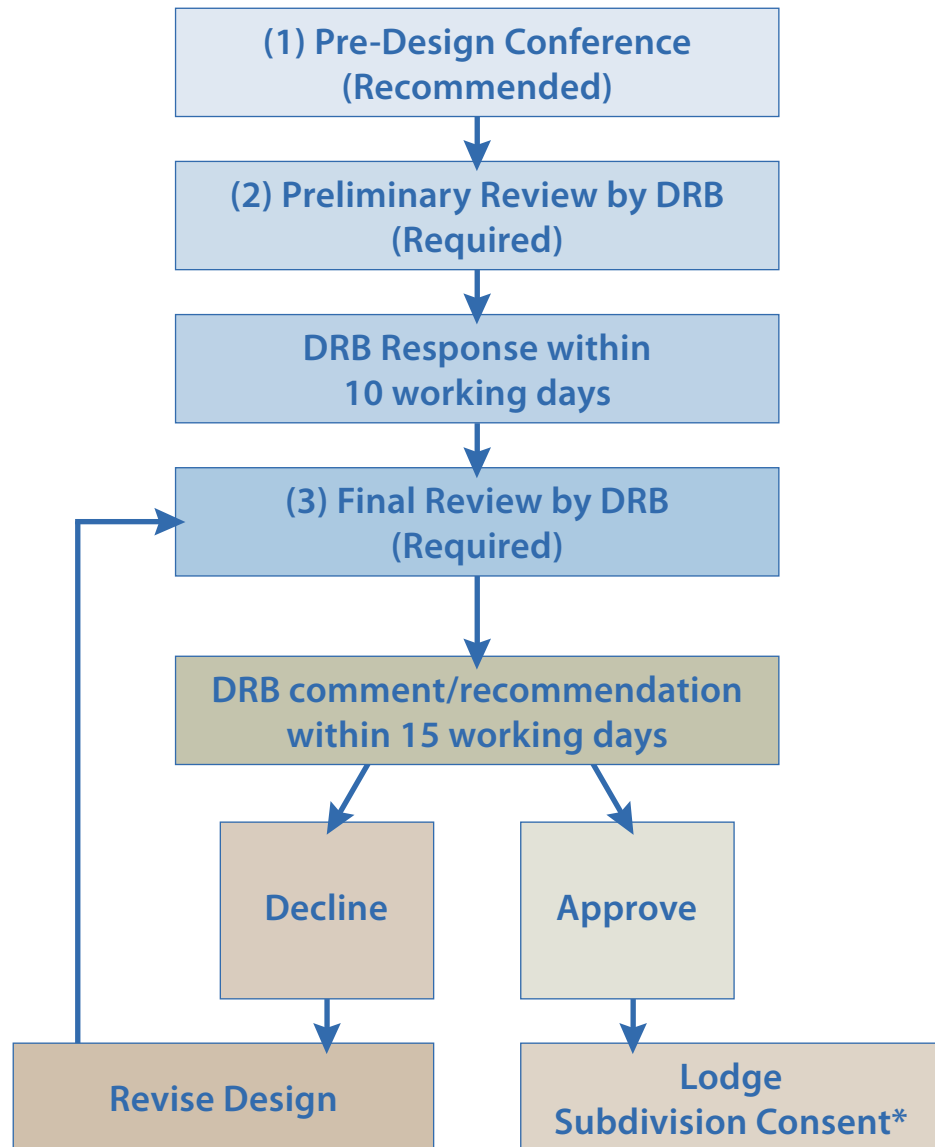 (1) Pre-Design Conference
(Recommended)
(2) Preliminary Review by DRB
(Required)
DRB Response within
10 working days
(3) Final Review by DRB
(Required)
DRB comment/recommendation
within 15 working days
Decline
Approve
Revise Design
Lodge
Subdivision Consent*